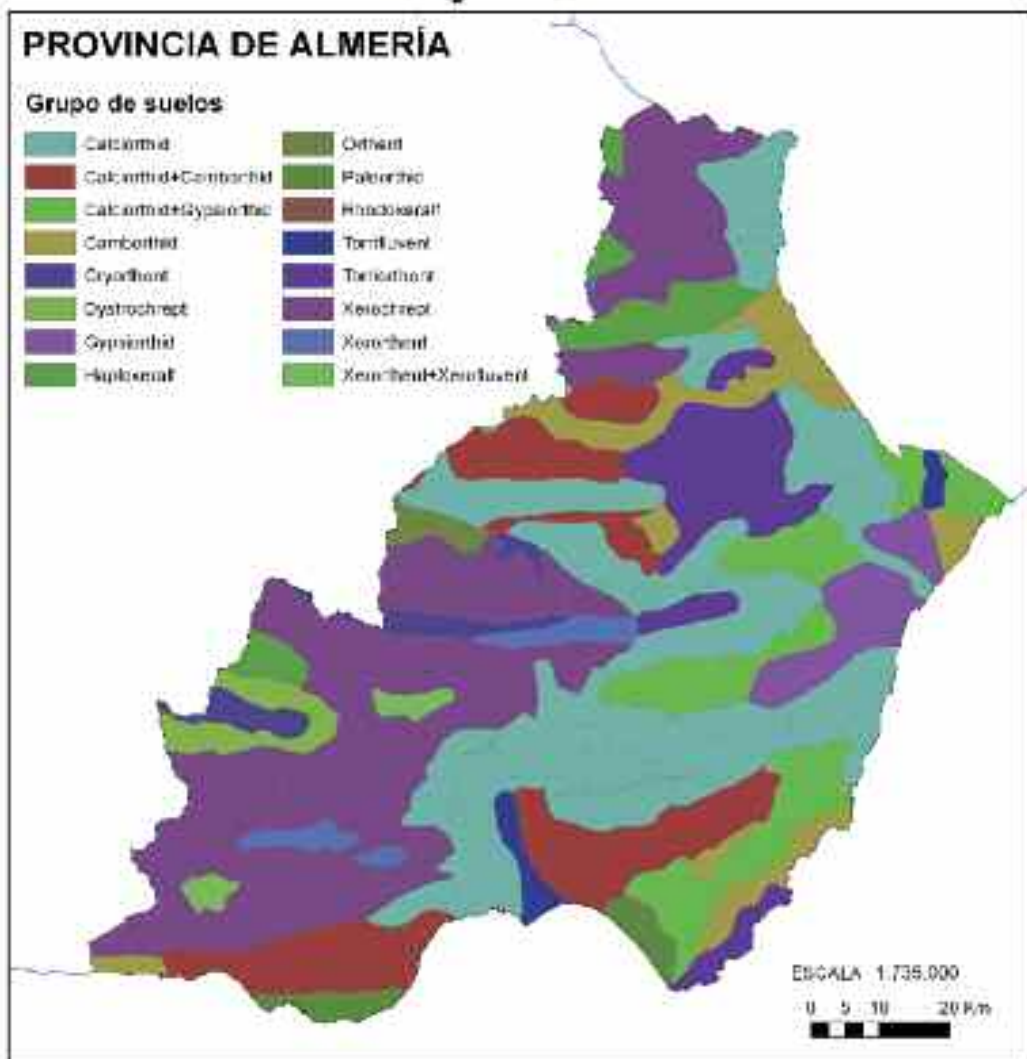 PROVINCIA DE ALMERÍA
Grupo de suelos
Calciorthid
Calciorthid+Camborthid
Calciorthid+Gypsiorthid
Camborthid
Cryorthent
Dystrochrept
Gypsiorthid
Haploxeralf
Orthent
Paleorthid
Rhodoxeralf
Torrifluvent
Torriorthent
Xerochrept
Xerorthent
Xerorthent+Xerofluvent
ESCALA 1:735.000
0 5 10 20 Km